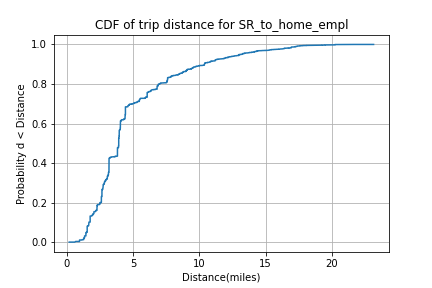 CDF of trip distance for SR_to_home_empl
Probability d < Distance
1.0
0.8
0.6
0.4
0.2
0.0
0 5 10 15 20
Distance(miles)